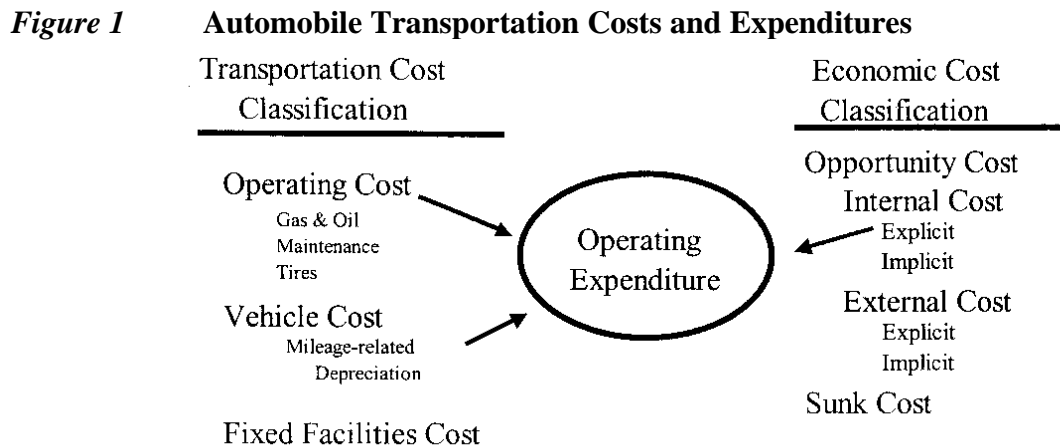 Figure 1 Automobile Transportation Costs and Expenditures
Transportation Cost
Classification
Operating Cost
Gas & Oil
Maintenance
Tires
Vehicle Cost
Mileage-related
Depreciation
Fixed Facilities Cost
Operating
Expenditure
Economic Cost
Classification
Opportunity Cost
Internal Cost
Explicit
Implicit
External Cost
Explicit
Implicit
Sunk Cost